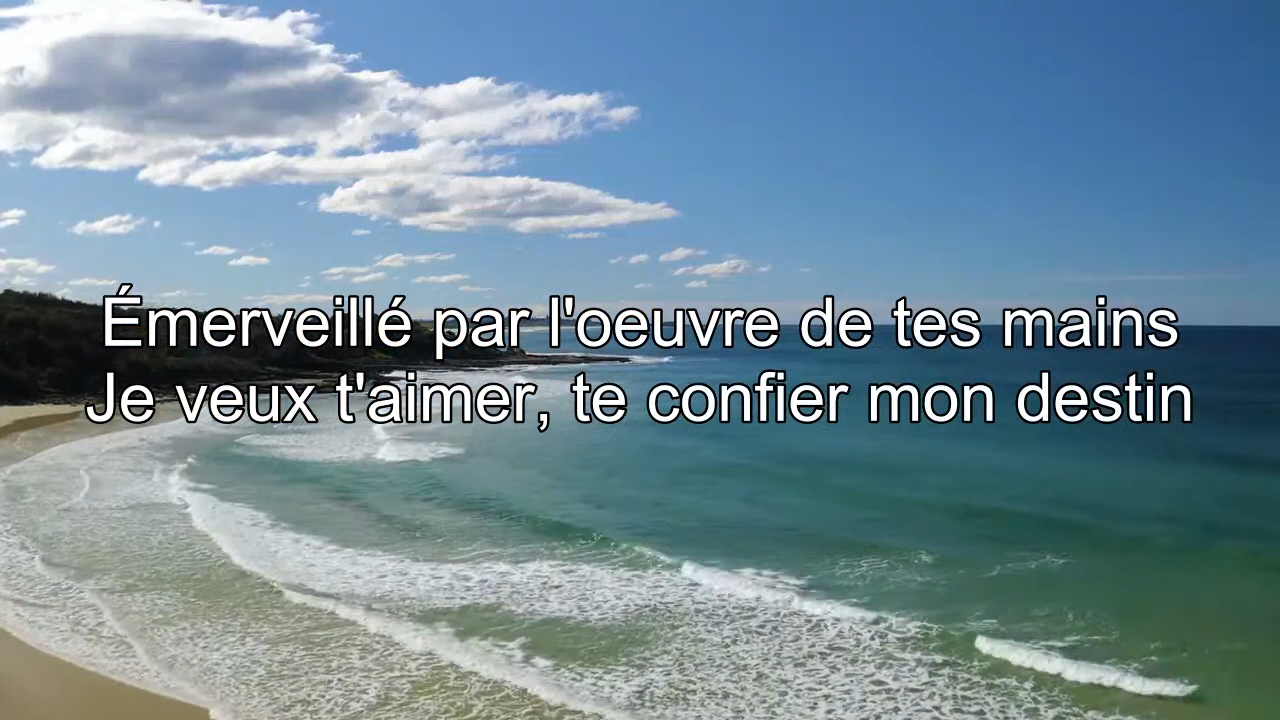 Émerveillé par l'oeuvre de tes mains
Je veux t'aimer, te confier mon destin